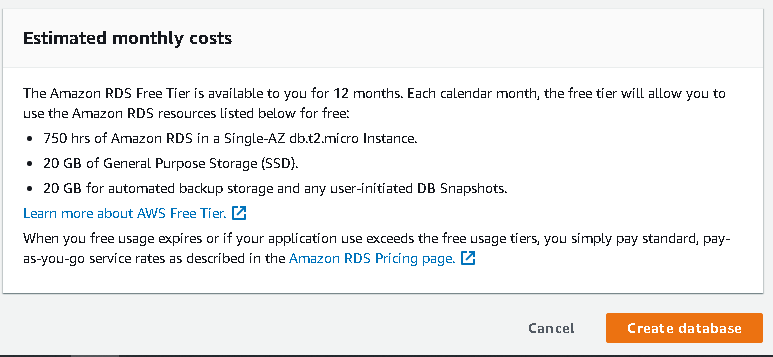 Estimated monthly costs
The Amazon RDS Free Tier is available to you for 12 months. Each calendar month, the free tier will allow you to
use the Amazon RDS resources listed below for free:
• 750 hrs of Amazon RDS in a Single-AZ db.t2.micro Instance.
• 20 GB of General Purpose Storage (SSD).
• 20 GB for automated backup storage and any user-initiated DB Snapshots.
Learn more about AWS Free Tier.
When you free usage expires or if your application use exceeds the free usage tiers, you simply pay standard, pay-
as-you-go service rates as described in the Amazon RDS Pricing page.
Cancel Create database